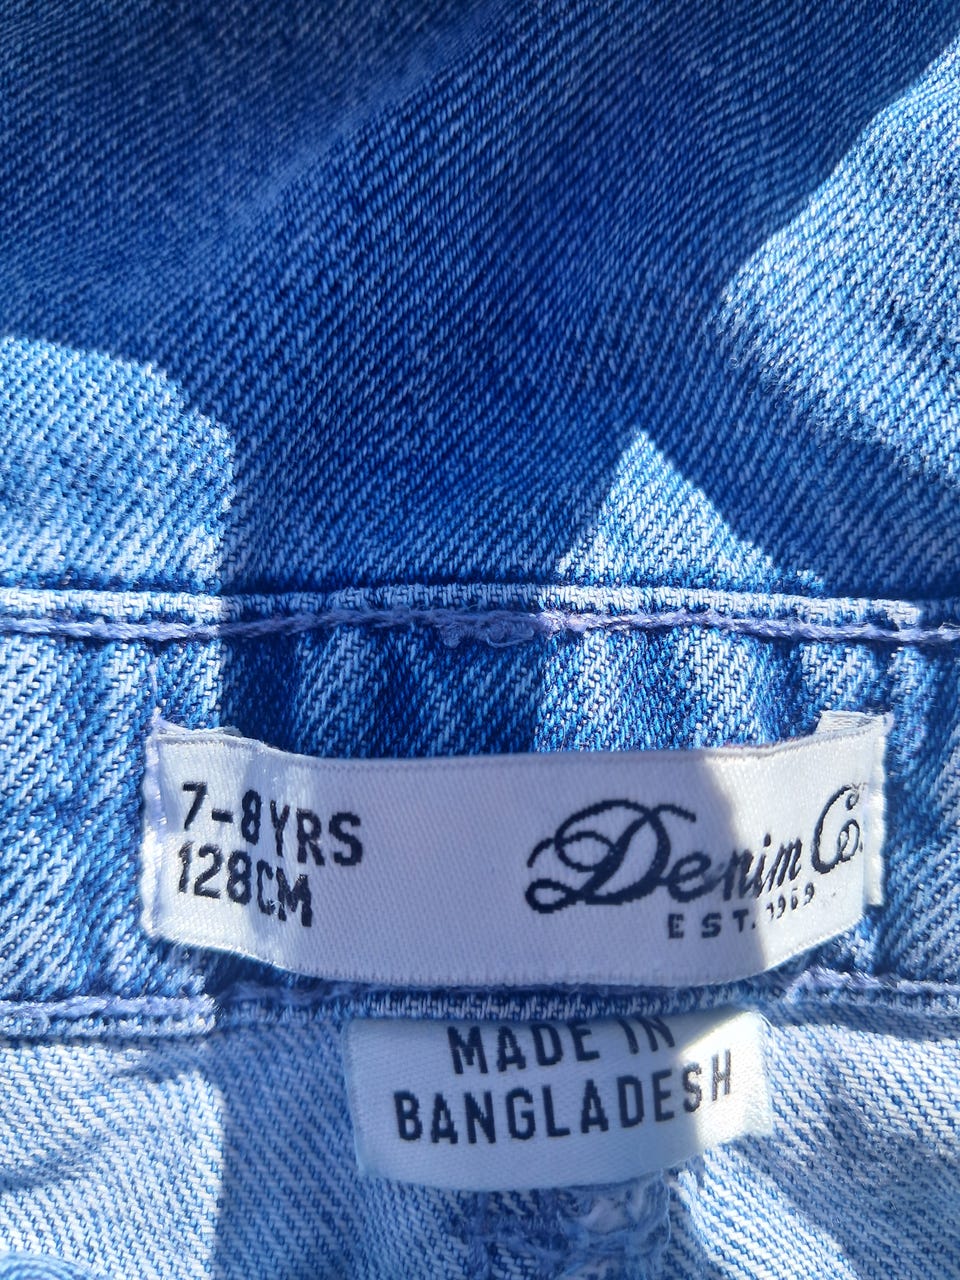 7-8YRS
128CM
Denim Co.
EST. 1969
MADE IN
BANGLADESH